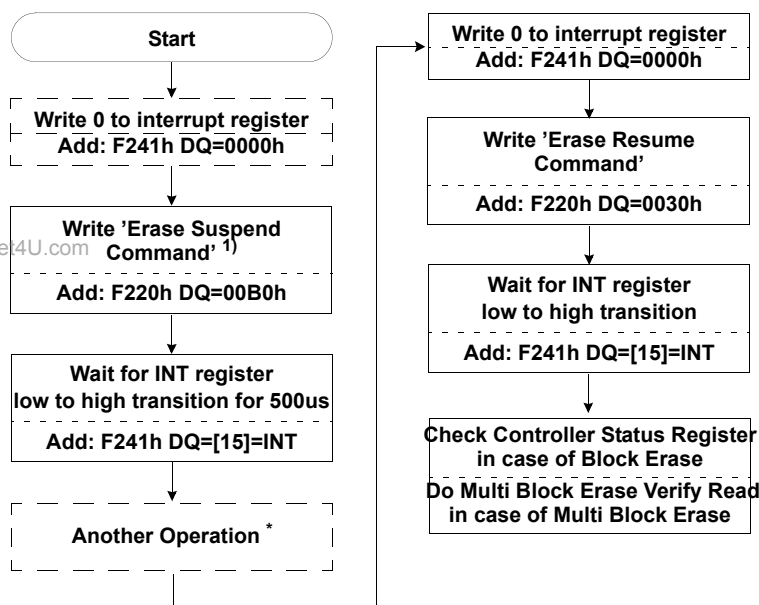 Start
Write 0 to interrupt register
Add: F241h DQ=0000h
Write ’Erase Suspend
Command’ 1)
et4U.com
Add: F220h DQ=00B0h
Wait for INT register
low to high transition for 500us
Add: F241h DQ=[15]=INT
Another Operation *
Write 0 to interrupt register
Add: F241h DQ=0000h
Write ’Erase Resume
Command’
Add: F220h DQ=0030h
Wait for INT register
low to high transition
Add: F241h DQ=[15]=INT
Check Controller Status Register
in case of Block Erase
Do Multi Block Erase Verify Read
in case of Multi Block Erase